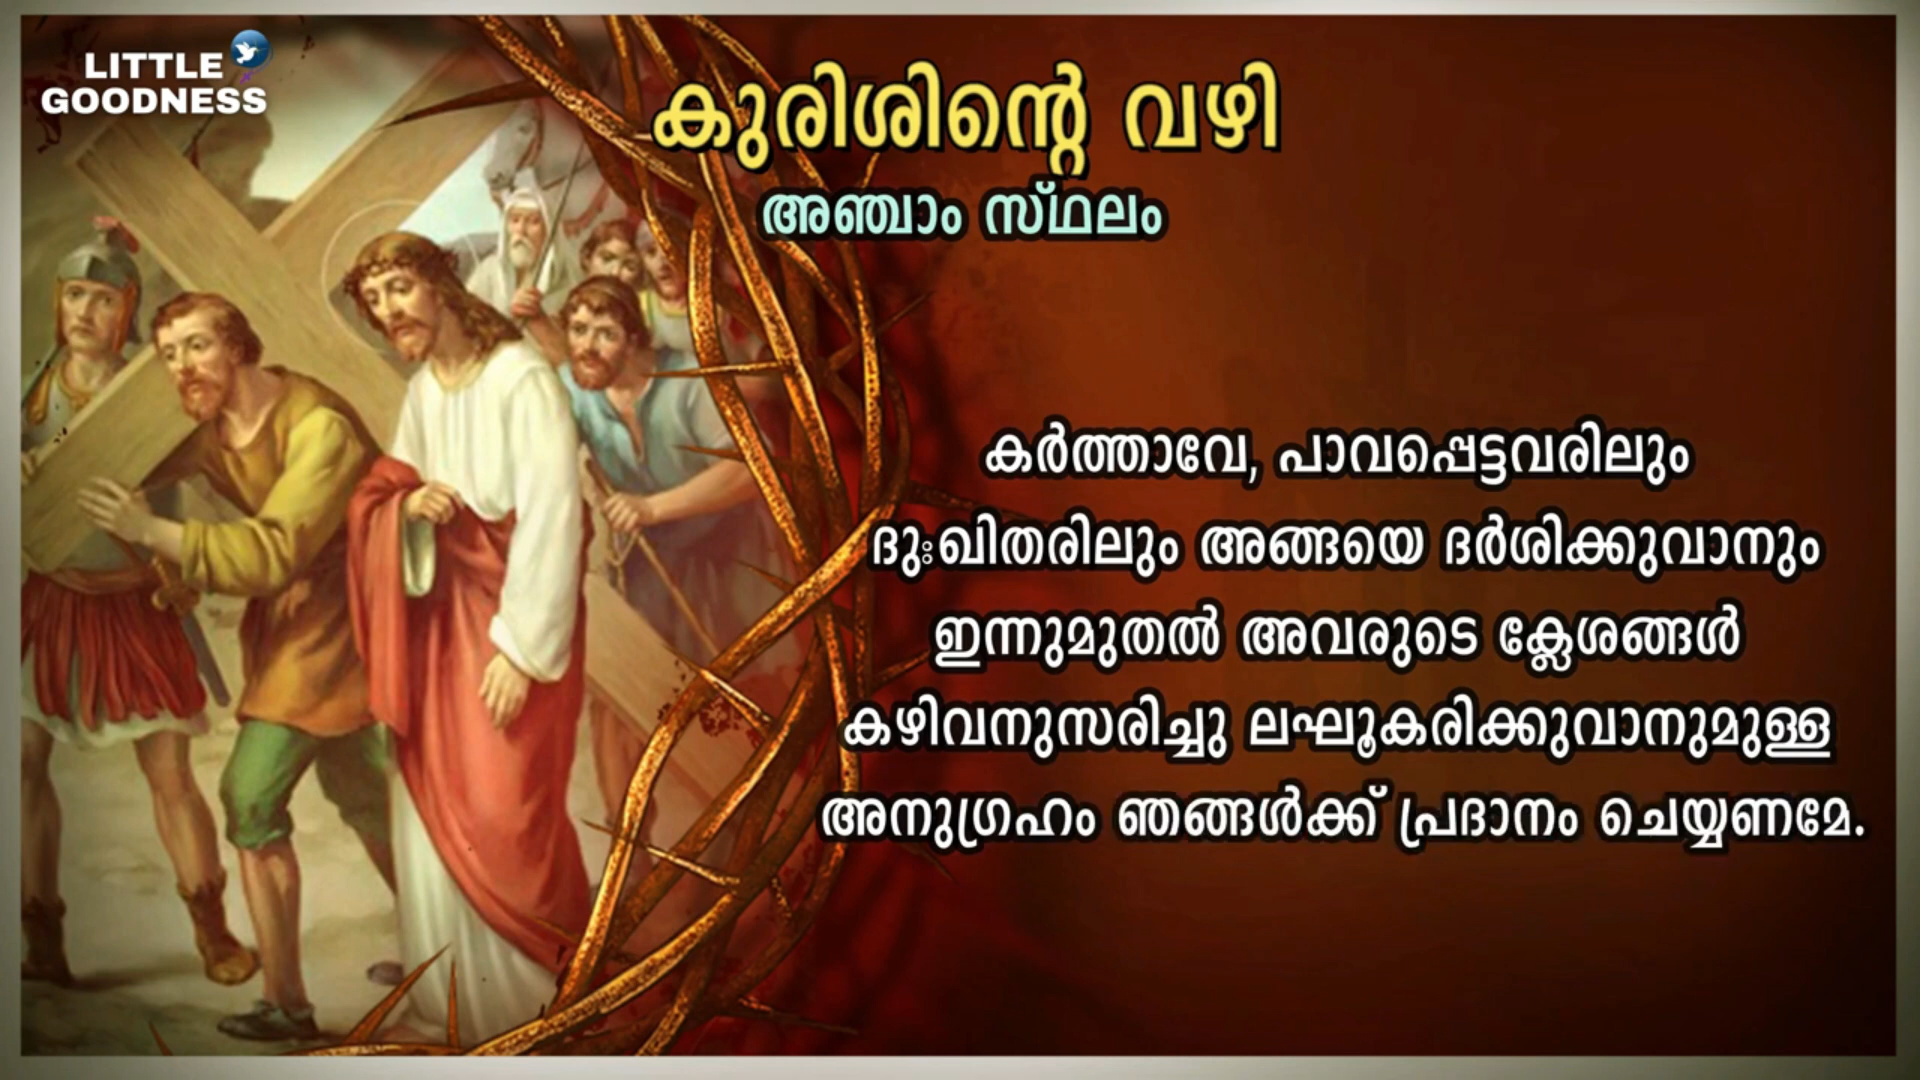 LITTLE
GOODNESS
കുരിശിന്റെ വഴി
അഞ്ചാം സ്ഥലം
കർത്താവേ, പാവപ്പെട്ടവരിലും
ദുഃഖിതരിലും അങ്ങയെ ദർശിക്കുവാനും
ഇന്നുമുതൽ അവരുടെ ക്ലേശങ്ങൾ
കഴിവനുസരിച്ചു ലഘൂകരിക്കുവാനുമുള്ള
അനുഗ്രഹം ഞങ്ങൾക്ക് പ്രദാനം ചെയ്യണമേ.